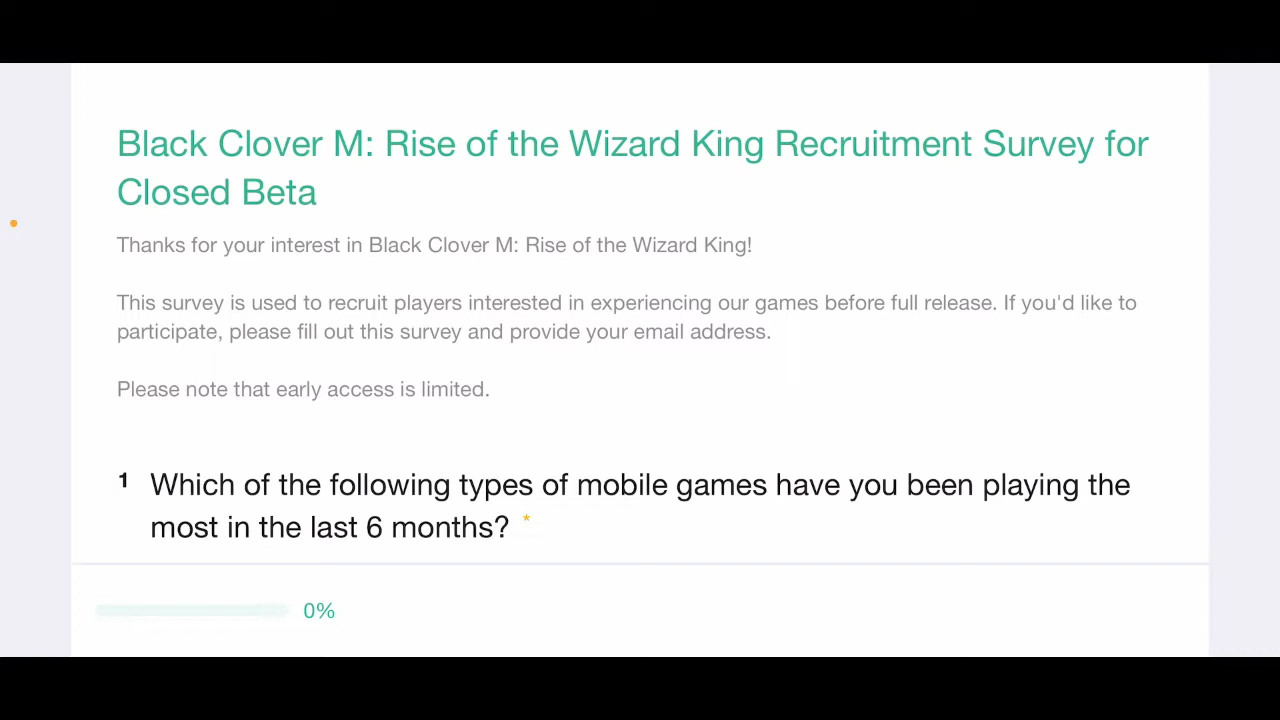 Black Clover M: Rise of the Wizard King Recruitment Survey for
Closed Beta
Thanks for your interest in Black Clover M: Rise of the Wizard King!
This survey is used to recruit players interested in experiencing our games before full release. If you'd like to
participate, please fill out this survey and provide your email address.
Please note that early access is limited.
1 Which of the following types of mobile games have you been playing the
most in the last 6 months? *
0%